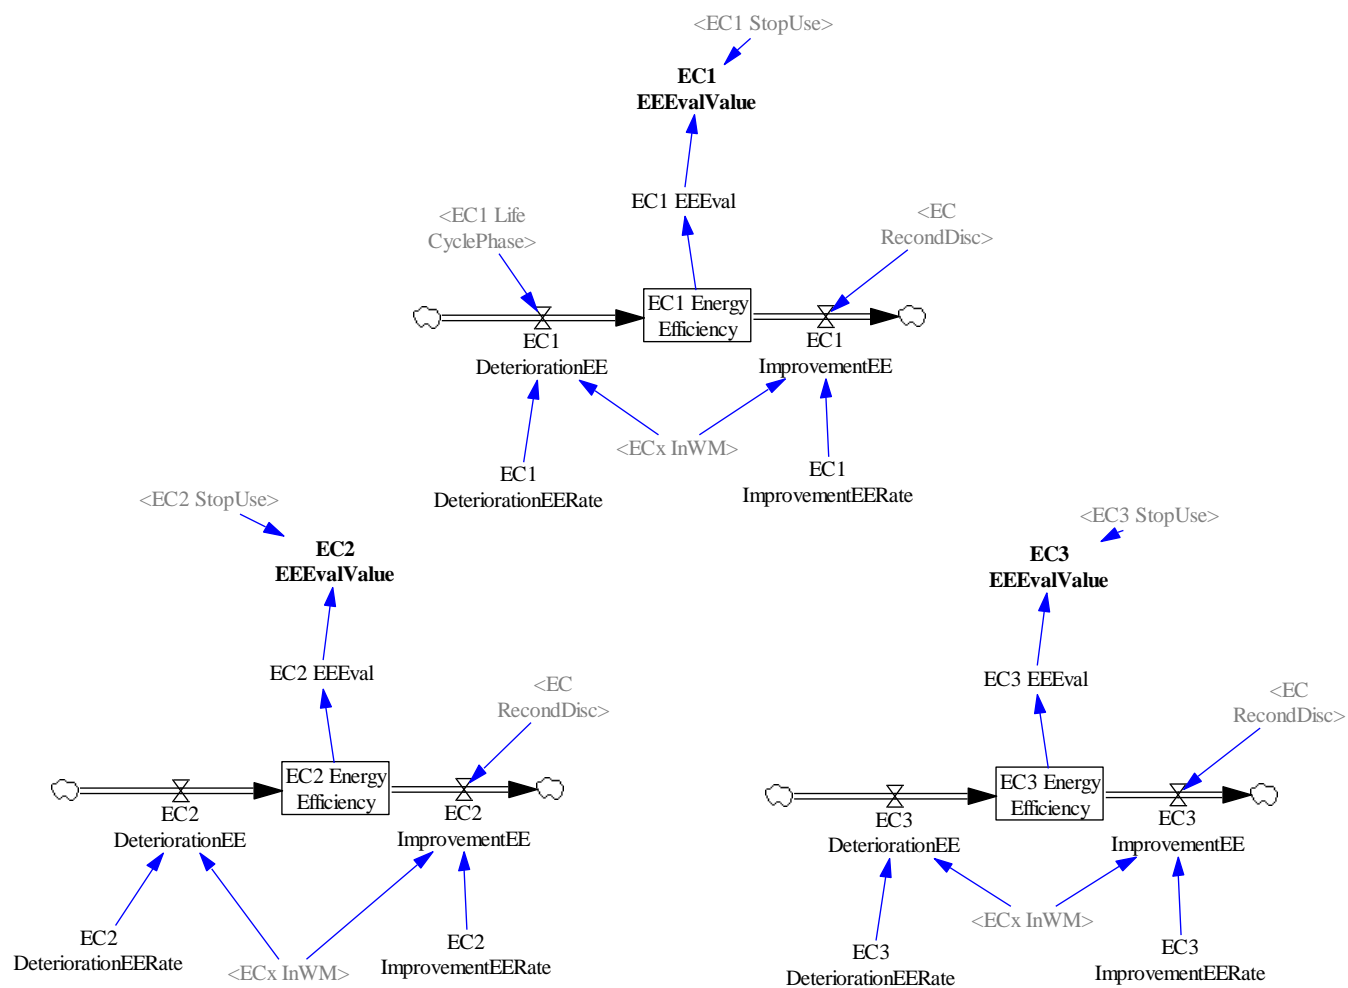 <EC1 StopUse>
EC1
EEEvalValue
EC1 EEEval
<EC1 Life
CyclePhase>
<EC
RecondDisc>
EC1 Energy
Efficiency
EC1
DeteriorationEE
EC1
ImprovementEE
<ECx InWM>
EC1
DeteriorationEERate
EC1
ImprovementEERate
<EC2 StopUse>
EC2
EEEvalValue
EC2 EEEval
<EC
RecondDisc>
EC2 Energy
Efficiency
EC2
DeteriorationEE
EC2
ImprovementEE
EC2
DeteriorationEERate
<ECx InWM>
EC2
ImprovementEERate
<EC3 StopUse>
EC3
EEEvalValue
EC3 EEEval
<EC
RecondDisc>
EC3 Energy
Efficiency
EC3
DeteriorationEE
EC3
ImprovementEE
<ECx InWM>
EC3
DeteriorationEERate
EC3
ImprovementEERate